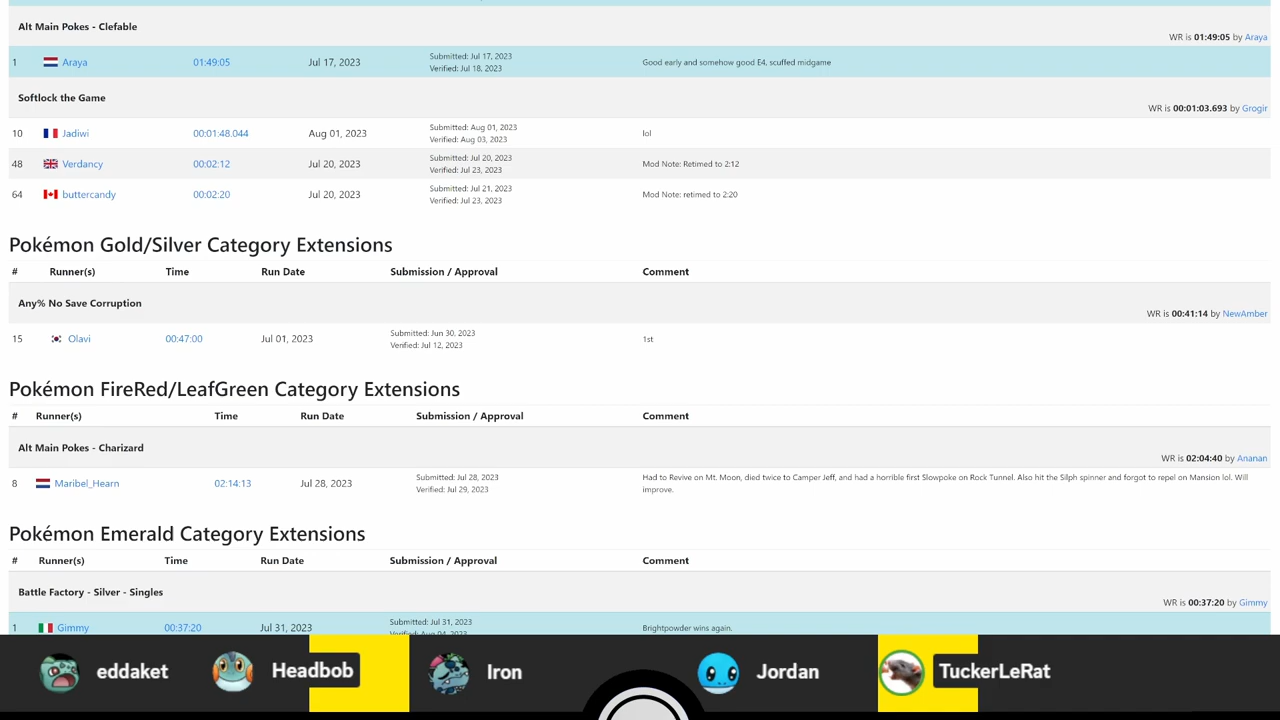 Alt Main Pokes - Clefable
WR is 01:49:05 by Araya
1 Araya 01:49:05 Jul 17, 2023 Submitted: Jul 17, 2023 Good early and somehow good E4, scuffed midgame
Verified: Jul 18, 2023
Softlock the Game
WR is 00:01:03.693 by Grogir
10 Jadiwi 00:01:48.044 Aug 01, 2023 Submitted: Aug 01, 2023 lol
Verified: Aug 03, 2023
48 Verdancy 00:02:12 Jul 20, 2023 Submitted: Jul 20, 2023 Mod Note: Retimed to 2:12
Verified: Jul 23, 2023
64 buttercandy 00:02:20 Jul 20, 2023 Submitted: Jul 21, 2023 Mod Note: retimed to 2:20
Verified: Jul 23, 2023
Pokémon Gold/Silver Category Extensions
# Runner(s) Time Run Date Submission / Approval Comment
Any% No Save Corruption
WR is 00:41:14 by NewAmber
15 Olavi 00:47:00 Jul 01, 2023 Submitted: Jun 30, 2023 1st
Verified: Jul 12, 2023
Pokémon FireRed/LeafGreen Category Extensions
# Runner(s) Time Run Date Submission / Approval Comment
Alt Main Pokes - Charizard
WR is 02:04:40 by Ananan
8 Maribel_Hearn 02:14:13 Jul 28, 2023 Submitted: Jul 28, 2023 Had to Revive on Mt. Moon, died twice to Camper Jeff, and had a horrible first Slowpoke on Rock Tunnel. Also hit the Silph spinner and forgot to repel on Mansion lol. Will
Verified: Jul 29, 2023 improve.
Pokémon Emerald Category Extensions
# Runner(s) Time Run Date Submission / Approval Comment
Battle Factory - Silver - Singles
WR is 00:37:20 by Gimmy
1 Gimmy 00:37:20 Jul 31, 2023 Submitted: Jul 31, 2023 Brightpowder wins again.
Verified: Aug 04, 2023
eddaket Headbob Iron Jordan TuckerLeRat